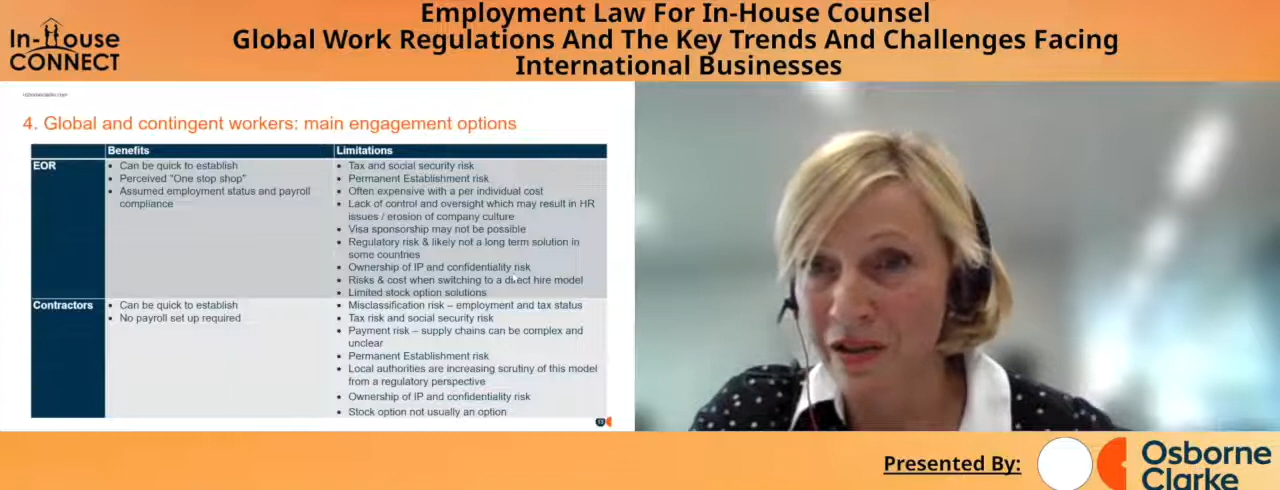 Employment Law For In-House Counsel
Global Work Regulations And The Key Trends And Challenges Facing
International Businesses
In-House
CONNECT
osborneclarke.com
4. Global and contingent workers: main engagement options
Benefits
Limitations
EOR
• Can be quick to establish
• Perceived "One stop shop"
• Assumed employment status and payroll
compliance
• Tax and social security risk
• Permanent Establishment risk
• Often expensive with a per individual cost
• Lack of control and oversight which may result in HR
issues / erosion of company culture
• Visa sponsorship may not be possible
• Regulatory risk & likely not a long term solution in
some countries
• Ownership of IP and confidentiality risk
• Risks & cost when switching to a direct hire model
• Limited stock option solutions
Contractors
• Can be quick to establish
• No payroll set up required
• Misclassification risk – employment and tax status
• Tax risk and social security risk
• Payment risk – supply chains can be complex and
unclear
• Permanent Establishment risk
• Local authorities are increasing scrutiny of this model
from a regulatory perspective
• Ownership of IP and confidentiality risk
• Stock option not usually an option
Presented By:
Osborne
Clarke